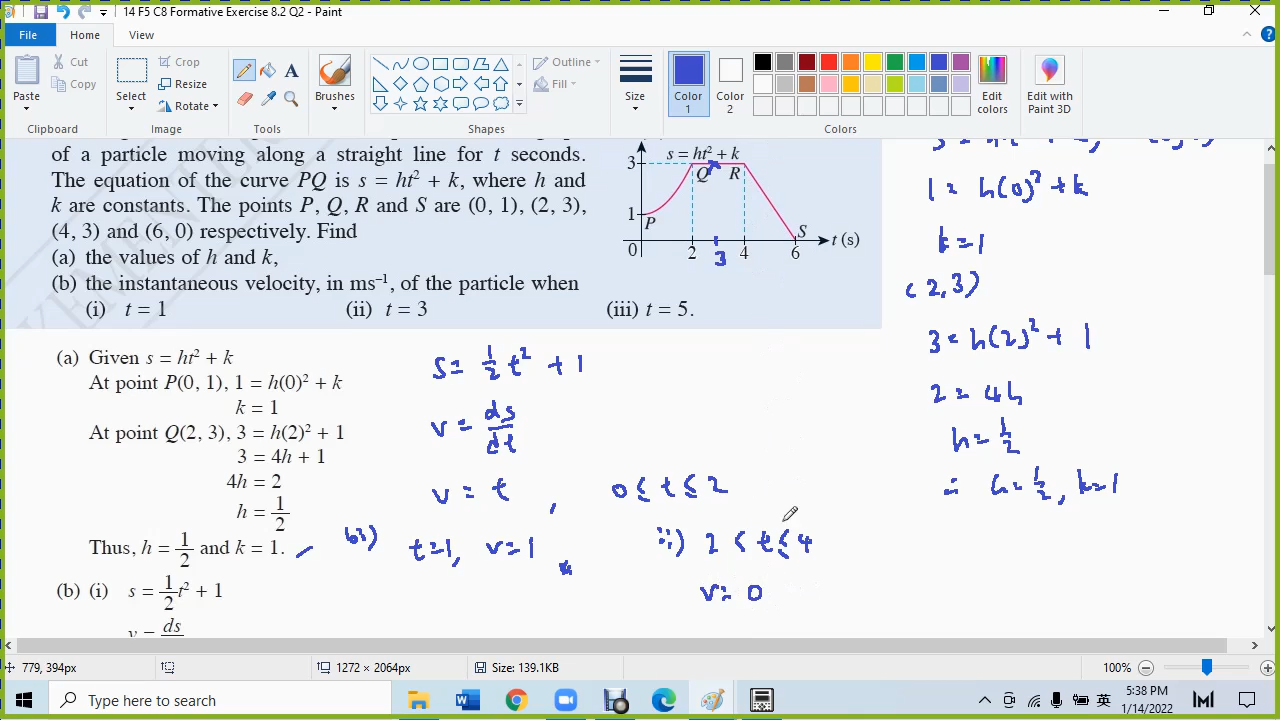 14 F5 C8 Formative Exercise 8.2 Q2 - Paint
File Home View
Paste
Cut
Copy
Clipboard
Select
Crop
Resize
Rotate
Image
Tools
Brushes
Shapes
Outline
Fill
Size
Color 1
Color 2
Colors
Edit colors
Edit with Paint 3D
of a particle moving along a straight line for t seconds.
The equation of the curve PQ is s = ht² + k, where h and
k are constants. The points P, Q, R and S are (0, 1), (2, 3),
(4, 3) and (6, 0) respectively. Find
(a) the values of h and k,
(b) the instantaneous velocity, in ms⁻¹, of the particle when
(i) t = 1 (ii) t = 3 (iii) t = 5.
s = ht² + k
3
Q R
1
P
S
0 2 3 4 6 t (s)
(a) Given s = ht² + k
At point P(0, 1), 1 = h(0)² + k
k = 1
At point Q(2, 3), 3 = h(2)² + 1
3 = 4h + 1
4h = 2
h = 1/2
Thus, h = 1/2 and k = 1.
(b) (i) s = 1/2 t² + 1
v = ds
s = 1/2 t² + 1
v = ds/dt
v = t , 0 ≤ t ≤ 2
bi) t=1, v=1
ii) 2 < t ≤ 4
v = 0
1 = h(0)² + k
k = 1
(2,3)
3 = h(2)² + 1
2 = 4h
h = 1/2
∴ h = 1/2, k=1
779, 394px
1272 × 2064px
Size: 139.1KB
100%
Type here to search
英
5:38 PM
1/14/2022